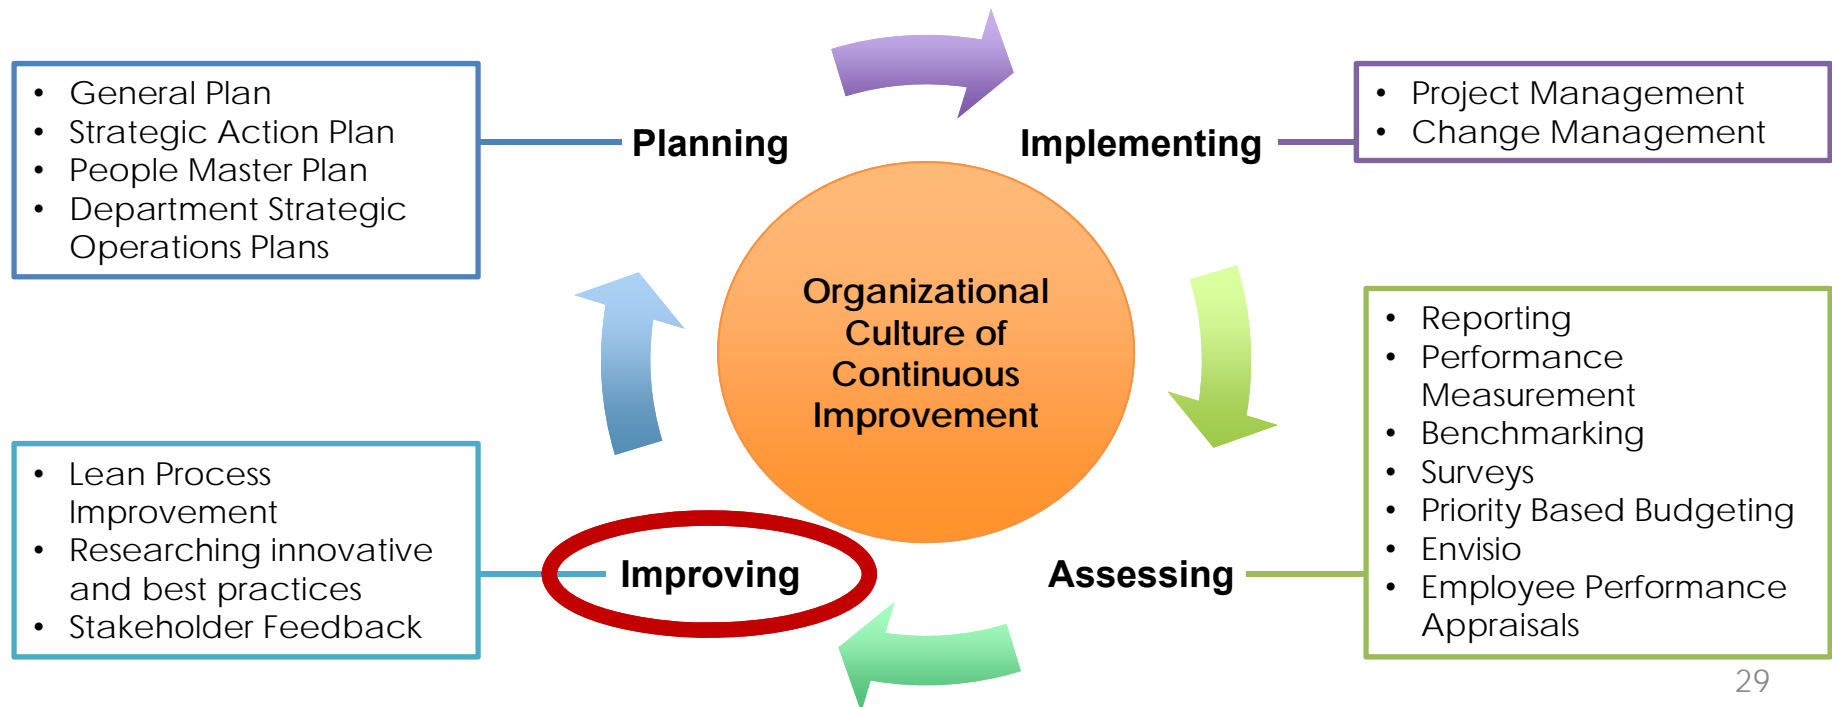 • General Plan
• Strategic Action Plan
• People Master Plan
• Department Strategic
Operations Plans
Planning
Implementing
• Project Management
• Change Management
Organizational
Culture of
Continuous
Improvement
• Reporting
• Performance
Measurement
• Benchmarking
• Surveys
• Priority Based Budgeting
• Envisio
• Employee Performance
Appraisals
Assessing
Improving
• Lean Process
Improvement
• Researching innovative
and best practices
• Stakeholder Feedback
29